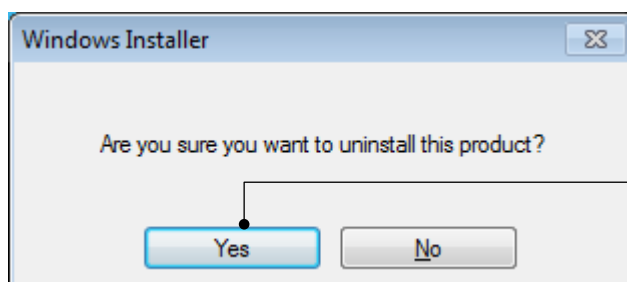 Windows Installer
Are you sure you want to uninstall this product?
Yes
No